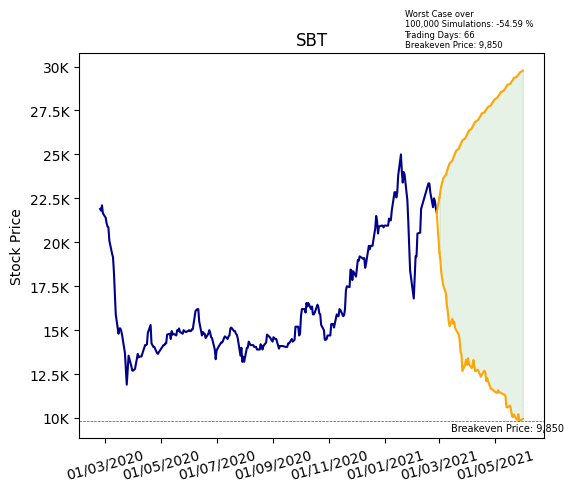 Worst Case over
100,000 Simulations: -54.59 %
Trading Days: 66
Breakeven Price: 9,850
SBT
Stock Price
30K
27.5K
25K
22.5K
20K
17.5K
15K
12.5K
10K
Breakeven Price: 9,850
01/03/2020
01/05/2020
01/07/2020
01/09/2020
01/11/2020
01/01/2021
01/03/2021
01/05/2021